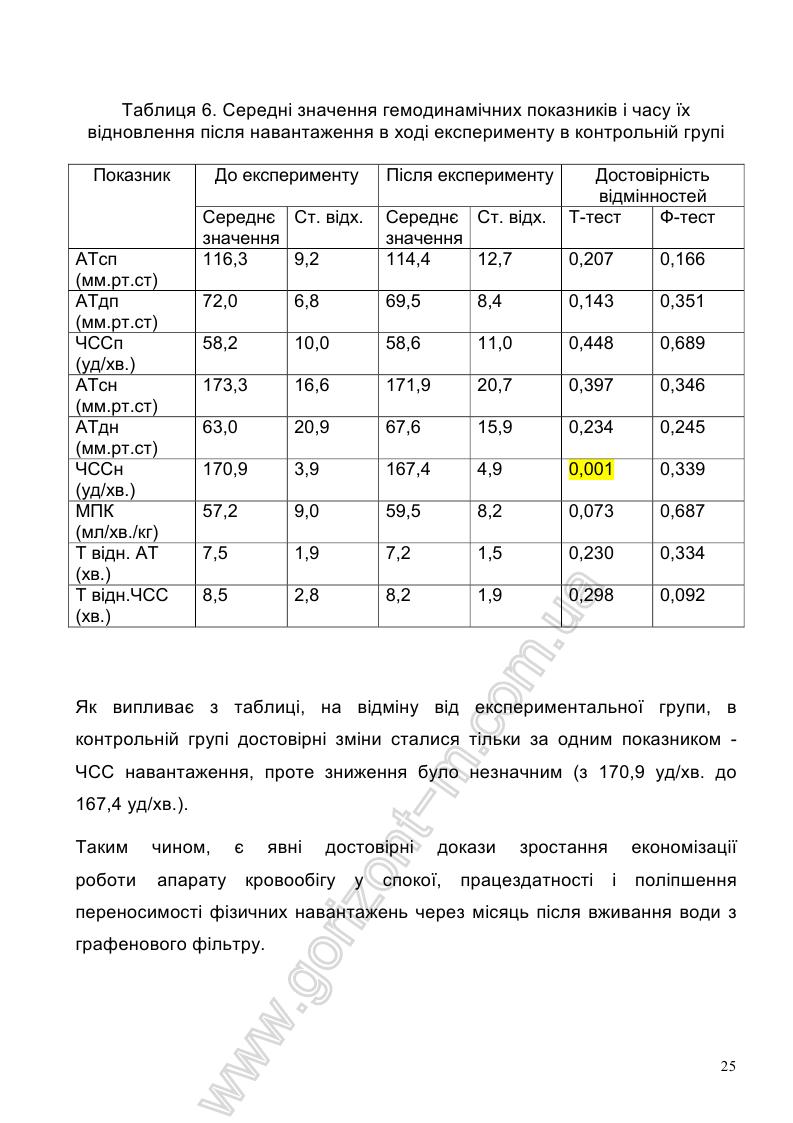 Таблиця 6. Середні значення гемодинамічних показників і часу їх
відновлення після навантаження в ході експерименту в контрольній групі
Показник До експерименту Після експерименту Достовірність
відмінностей
Середнє Ст. відх. Середнє Ст. відх. Т-тест Ф-тест
значення значення
АТсп 116,3 9,2 114,4 12,7 0,207 0,166
(мм.рт.ст)
АТдп 72,0 6,8 69,5 8,4 0,143 0,351
(мм.рт.ст)
ЧССп 58,2 10,0 58,6 11,0 0,448 0,689
(уд/хв.)
АТсн 173,3 16,6 171,9 20,7 0,397 0,346
(мм.рт.ст)
АТдн 63,0 20,9 67,6 15,9 0,234 0,245
(мм.рт.ст)
ЧССн 170,9 3,9 167,4 4,9 0,001 0,339
(уд/хв.)
МПК 57,2 9,0 59,5 8,2 0,073 0,687
(мл/хв./кг)
Т відн. АТ 7,5 1,9 7,2 1,5 0,230 0,334
(хв.)
Т відн.ЧСС 8,5 2,8 8,2 1,9 0,298 0,092
(хв.)
Як випливає з таблиці, на відміну від експериментальної групи, в
контрольній групі достовірні зміни сталися тільки за одним показником -
ЧСС навантаження, проте зниження було незначним (з 170,9 уд/хв. до
167,4 уд/хв.).
Таким чином, є явні достовірні докази зростання економізації
роботи апарату кровообігу у спокої, працездатності і поліпшення
переносимості фізичних навантажень через місяць після вживання води з
графенового фільтру.
www.gorizont-m.com.ua
25